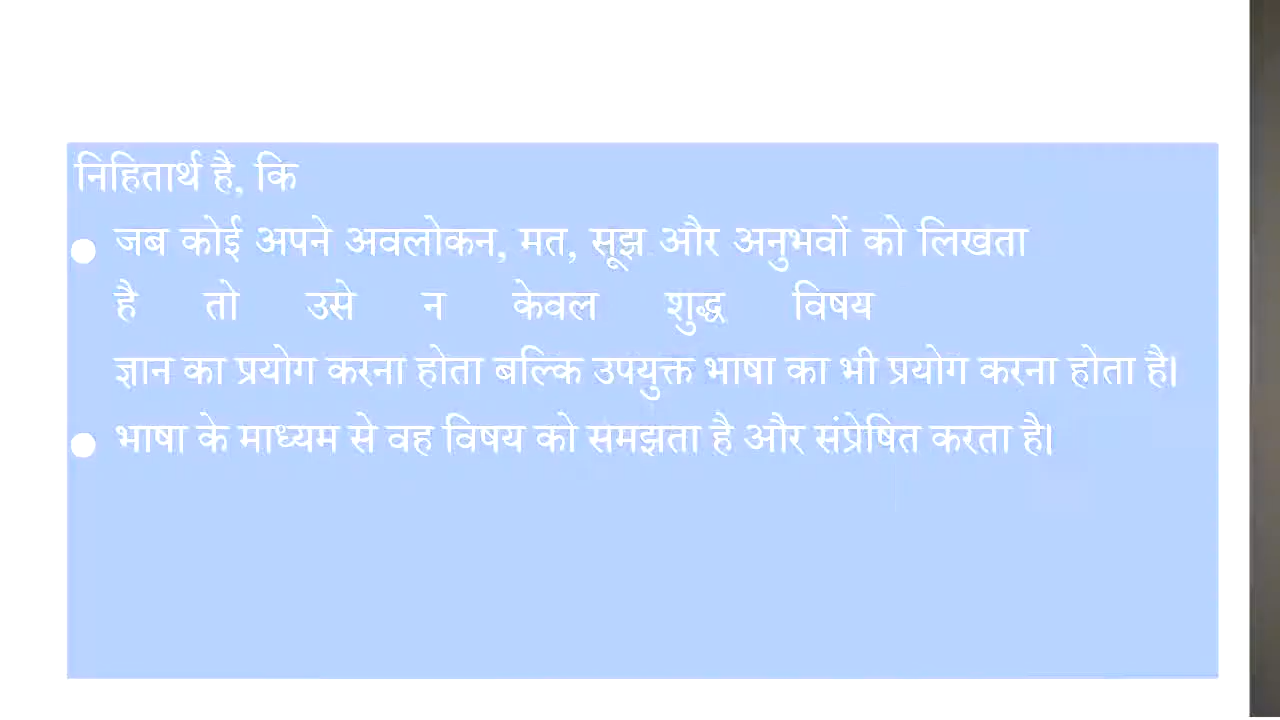 निहितार्थ है, कि
जब कोई अपने अवलोकन, मत, सूझ और अनुभवों को लिखता
है तो उसे न केवल शुद्ध विषय
ज्ञान का प्रयोग करना होता बल्कि उपयुक्त भाषा का भी प्रयोग करना होता है।
भाषा के माध्यम से वह विषय को समझता है और संप्रेषित करता है।